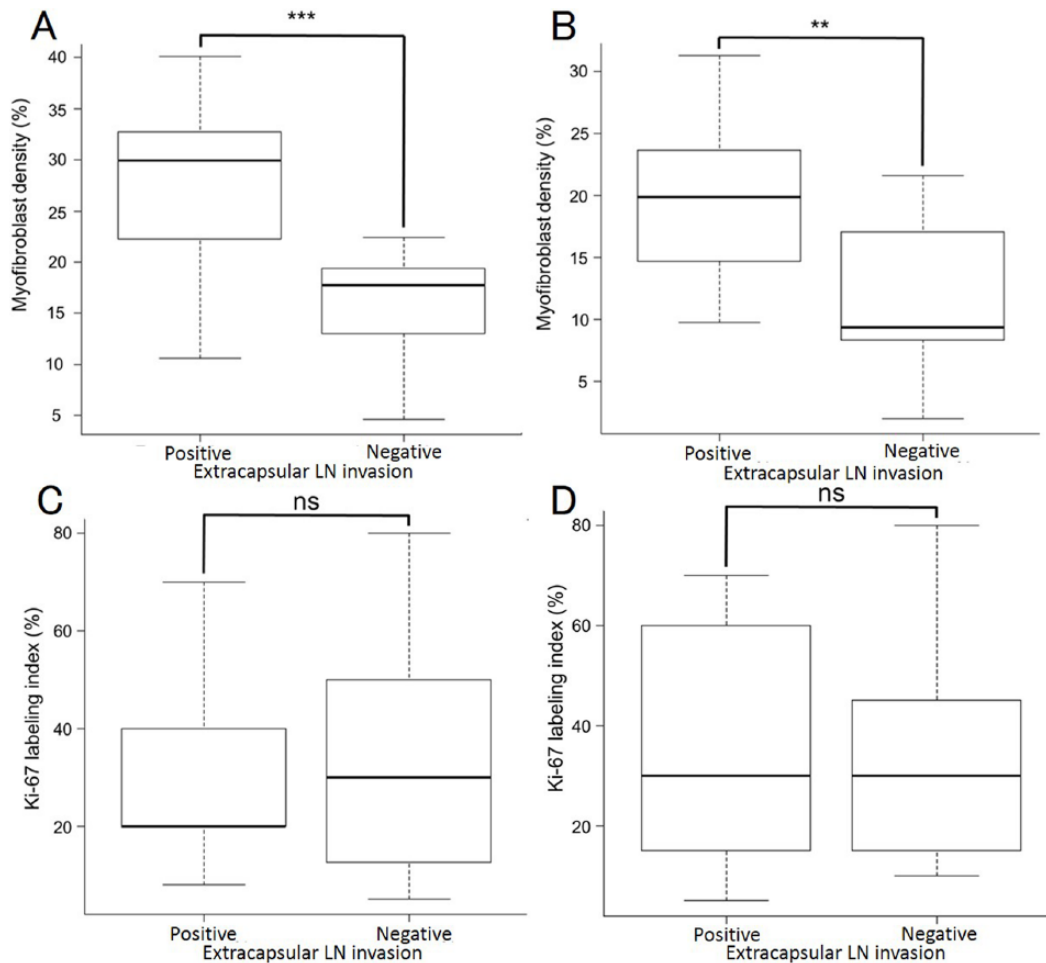 A
***
Myofibroblast density (%)
40
35
30
25
20
15
10
5
Positive
Negative
Extracapsular LN invasion
B
**
Myofibroblast density (%)
30
25
20
15
10
5
Positive
Negative
Extracapsular LN invasion
C
ns
Ki-67 labeling index (%)
80
60
40
20
Positive
Negative
Extracapsular LN invasion
D
ns
Ki-67 labeling index (%)
80
60
40
20
Positive
Negative
Extracapsular LN invasion